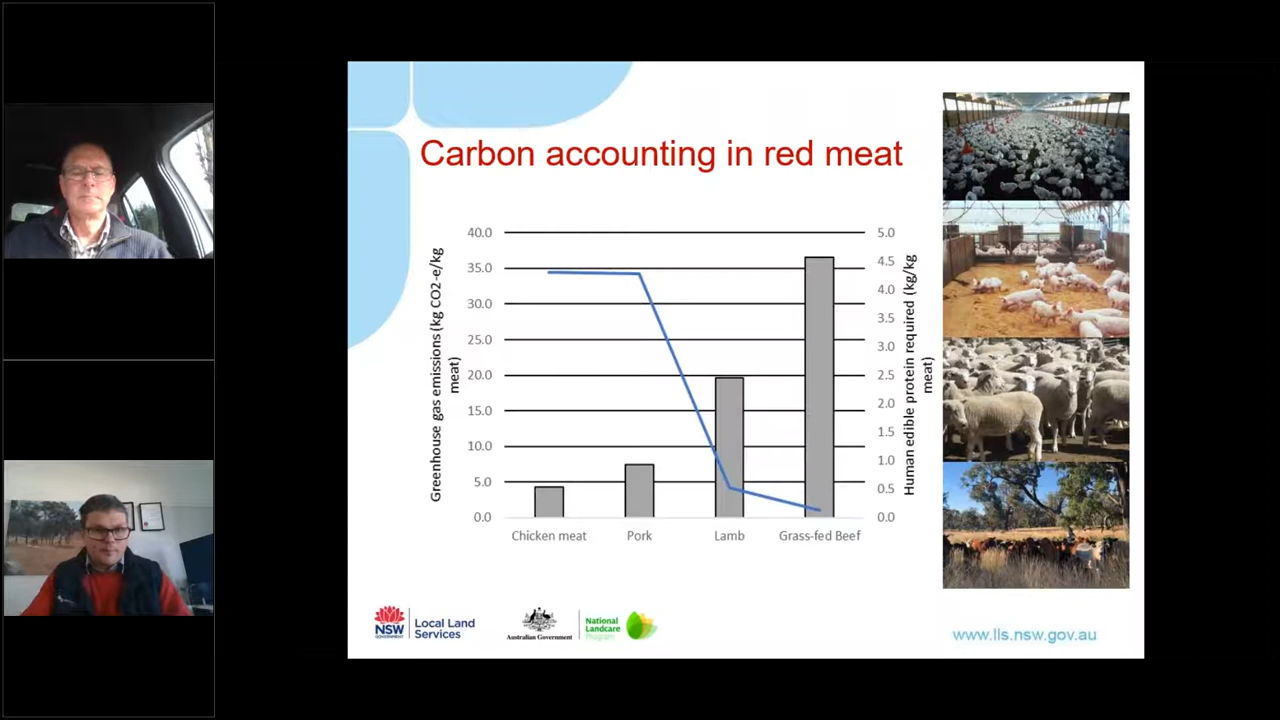 Carbon accounting in red meat
Greenhouse gas emissions (kg CO2-e/kg
meat)
40.0
35.0
30.0
25.0
20.0
15.0
10.0
5.0
0.0
5.0
4.5
4.0
3.5
3.0
2.5
2.0
1.5
1.0
0.5
0.0
Human edible protein required (kg/kg
meat)
Chicken meat
Pork
Lamb
Grass-fed Beef
NSW
GOVERNMENT
Local Land
Services
Australian Government
National
Landcare
Program
www.lls.nsw.gov.au